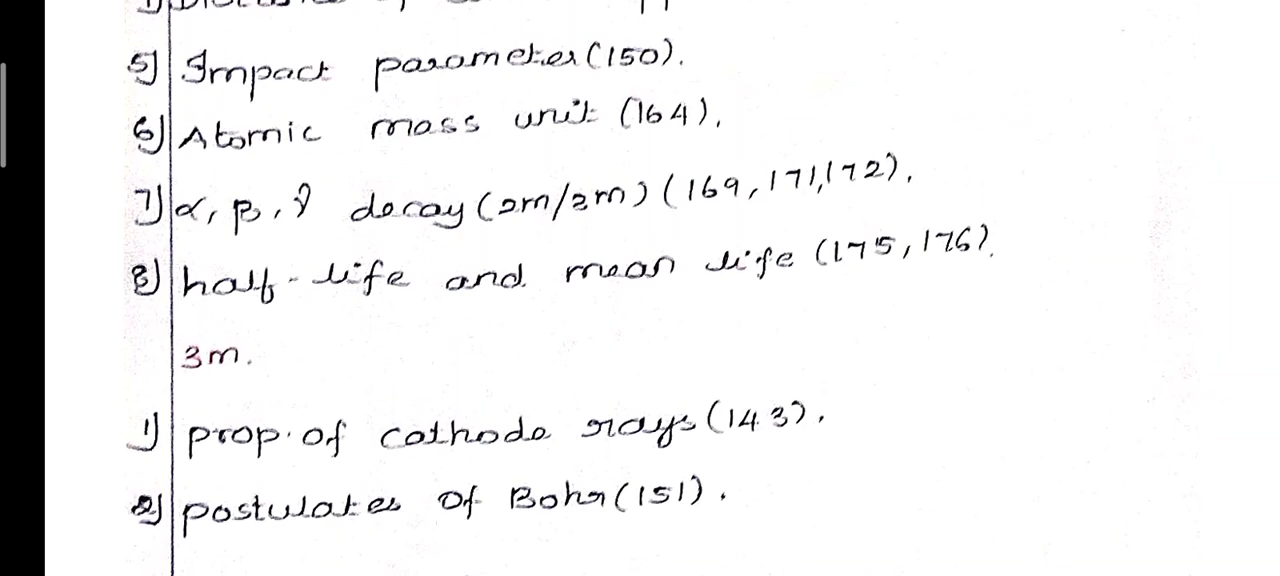 5) Impact parameter (150).
6) Atomic mass unit (164).
7) α, β, γ decay (2m/3m) (169, 171, 172).
8) half-life and mean life (175, 176).
3m.
1) prop. of cathode rays (143).
2) postulates of Bohr (151).